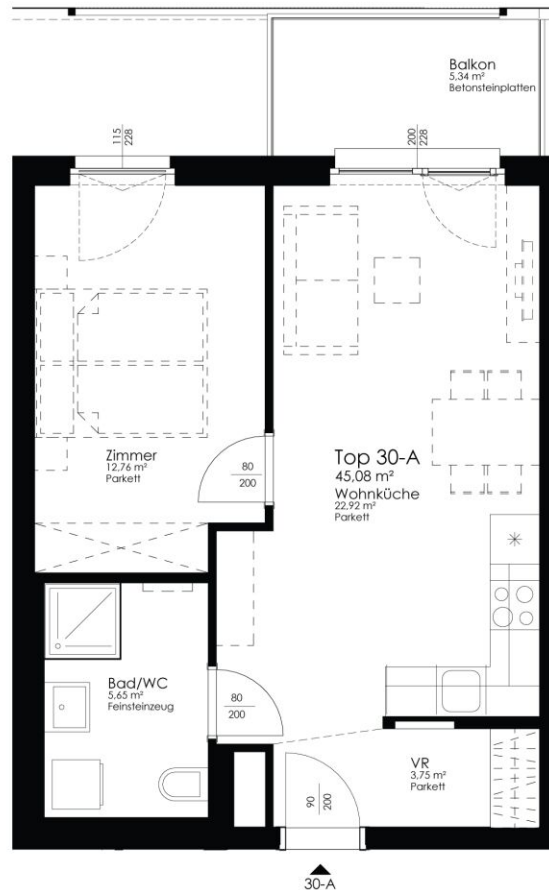 Balkon
5,34 m²
Betonsteinplatten
115
228
200
228
Zimmer
12,76 m²
Parkett
80
200
Top 30-A
45,08 m²
Wohnküche
22,92 m²
Parkett
Bad/WC
5,65 m²
Feinsteinzeug
80
200
VR
3,75 m²
Parkett
90
200
30-A